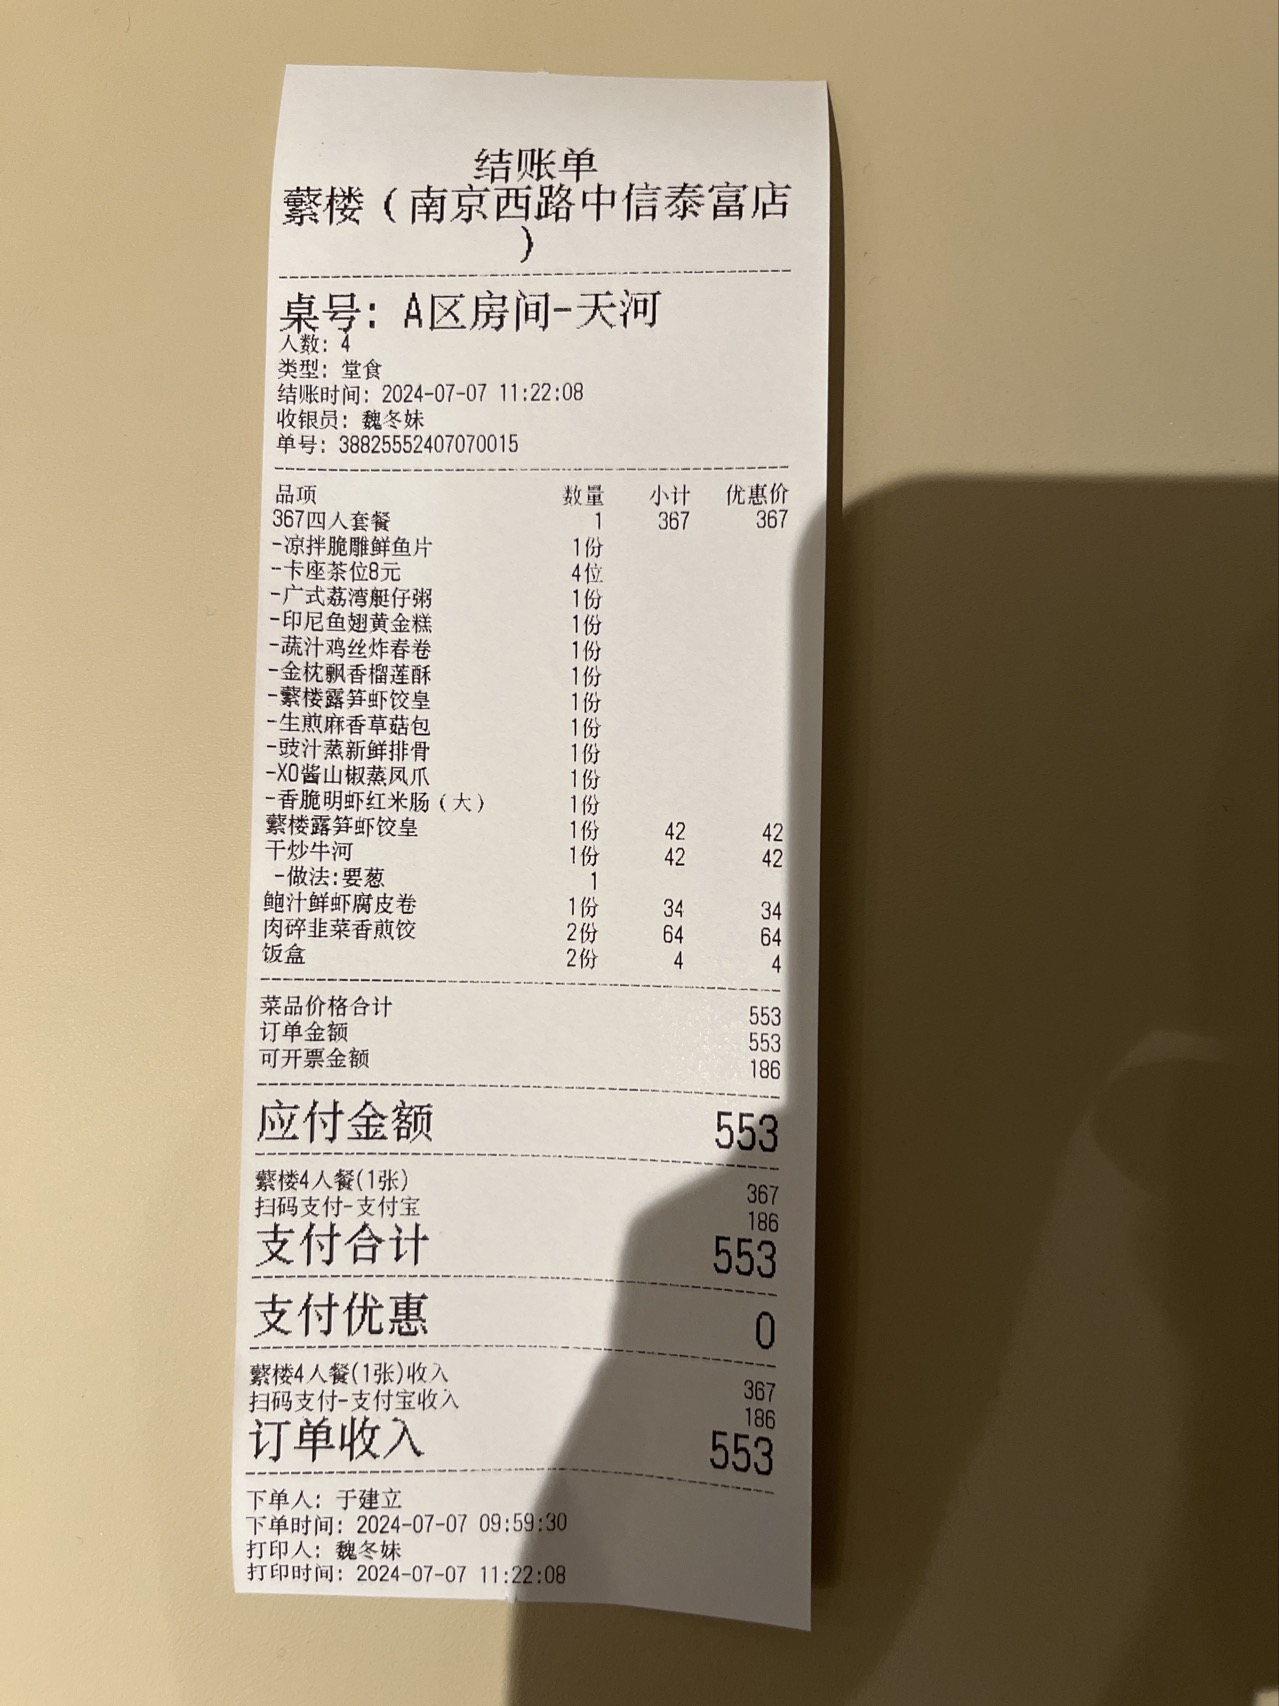 结账单
蘩楼（南京西路中信泰富店
）
桌号: A区房间-天河
人数: 4
类型: 堂食
结账时间: 2024-07-07 11:22:08
收银员: 魏冬妹
单号: 38825552407070015
品项 数量 小计 优惠价
367四人套餐 1 367 367
-凉拌脆雕鲜鱼片 1份
-卡座茶位8元 4位
-广式荔湾艇仔粥 1份
-印尼鱼翅黄金糕 1份
-蔬汁鸡丝炸春卷 1份
-金枕飘香榴莲酥 1份
-蘩楼露笋虾饺皇 1份
-生煎麻香草菇包 1份
-豉汁蒸新鲜排骨 1份
-XO酱山椒蒸凤爪 1份
-香脆明虾红米肠（大） 1份
蘩楼露笋虾饺皇 1份 42 42
干炒牛河 1份 42 42
-做法:要葱 1
鲍汁鲜虾腐皮卷 1份 34 34
肉碎韭菜香煎饺 2份 64 64
饭盒 2份 4 4
菜品价格合计 553
订单金额 553
可开票金额 186
应付金额 553
蘩楼4人餐(1张) 367
扫码支付-支付宝 186
支付合计 553
支付优惠 0
蘩楼4人餐(1张)收入 367
扫码支付-支付宝收入 186
订单收入 553
下单人: 于建立
下单时间: 2024-07-07 09:59:30
打印人: 魏冬妹
打印时间: 2024-07-07 11:22:08